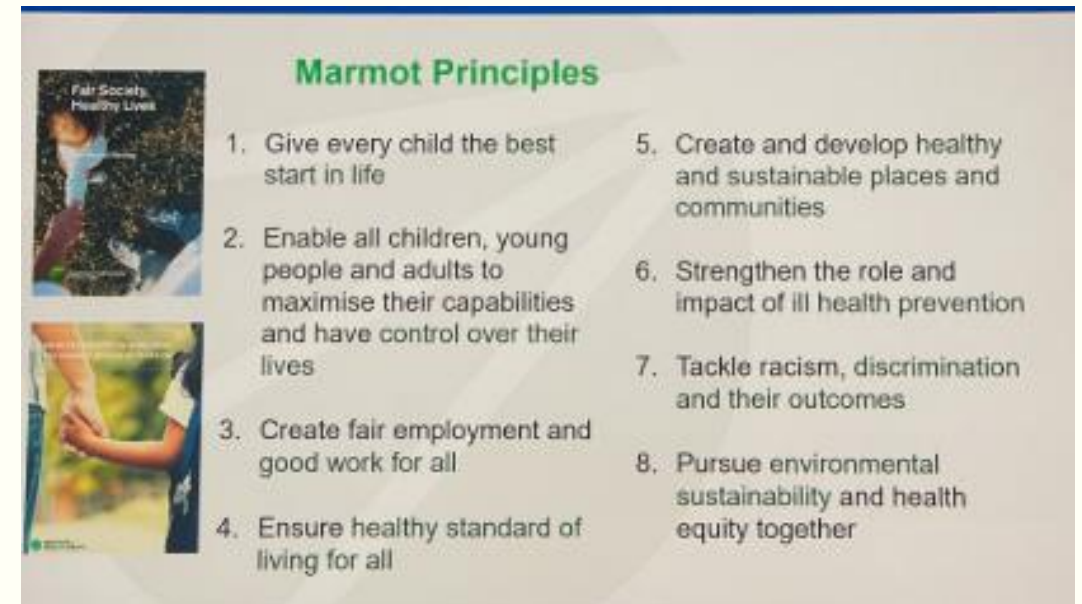 Marmot Principles
Fair Society,
Healthy Lives
1. Give every child the best
start in life
2. Enable all children, young
people and adults to
maximise their capabilities
and have control over their
lives
3. Create fair employment and
good work for all
4. Ensure healthy standard of
living for all
5. Create and develop healthy
and sustainable places and
communities
6. Strengthen the role and
impact of ill health prevention
7. Tackle racism, discrimination
and their outcomes
8. Pursue environmental
sustainability and health
equity together